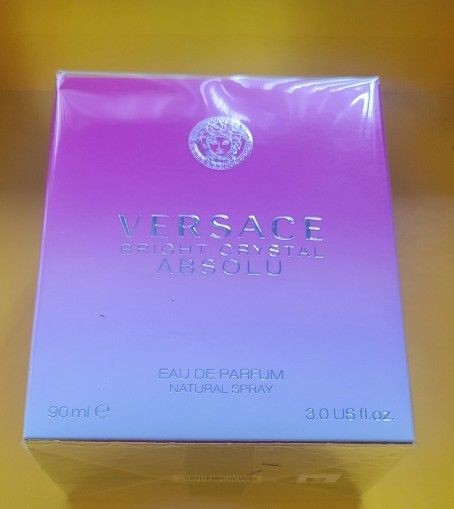 VERSACE
BRIGHT CRYSTAL
ABSOLU
EAU DE PARFUM
NATURAL SPRAY
90 ml ℮ 3.0 US fl.oz.